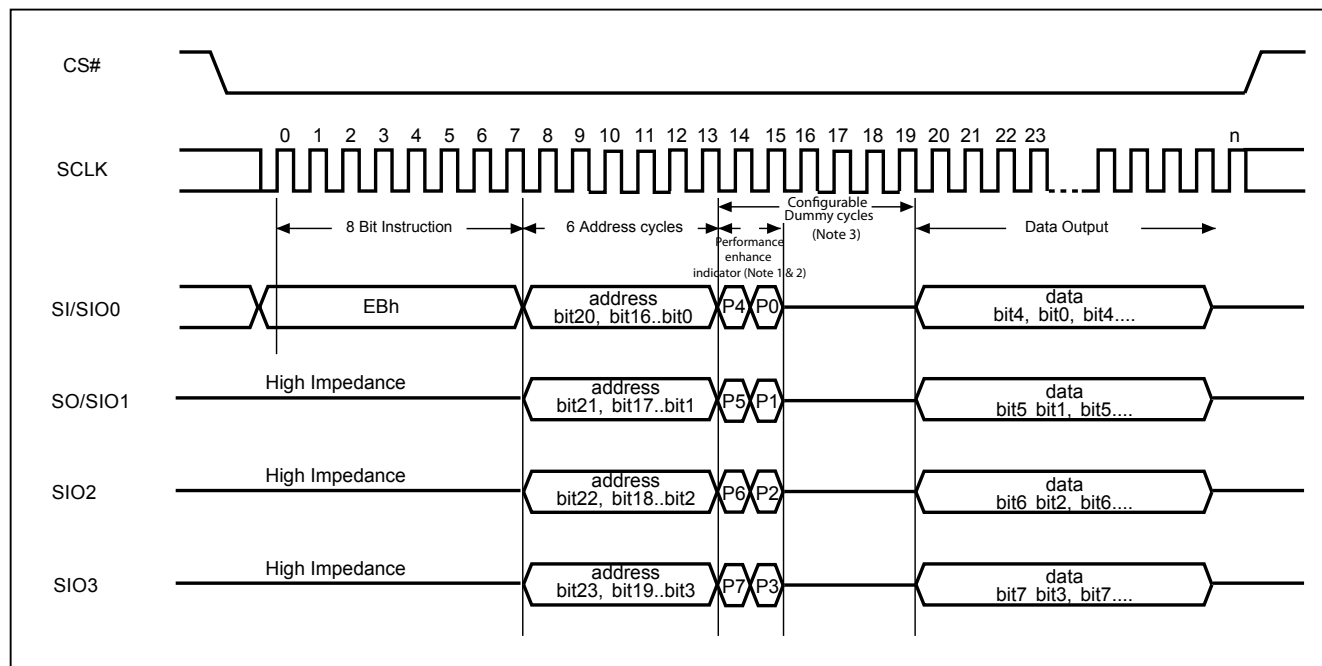 CS#
0 1 2 3 4 5 6 7 8 9 10 11 12 13 14 15 16 17 18 19 20 21 22 23 n
SCLK
Configurable
Dummy cycles
(Note 3)
8 Bit Instruction
6 Address cycles
Data Output
Performance
enhance
indicator (Note 1 & 2)
SI/SIO0
EBh
address
bit20, bit16..bit0
P4 P0
data
bit4, bit0, bit4....
High Impedance
SO/SIO1
address
bit21, bit17..bit1
P5 P1
data
bit5 bit1, bit5....
High Impedance
SIO2
address
bit22, bit18..bit2
P6 P2
data
bit6 bit2, bit6....
High Impedance
SIO3
address
bit23, bit19..bit3
P7 P3
data
bit7 bit3, bit7....